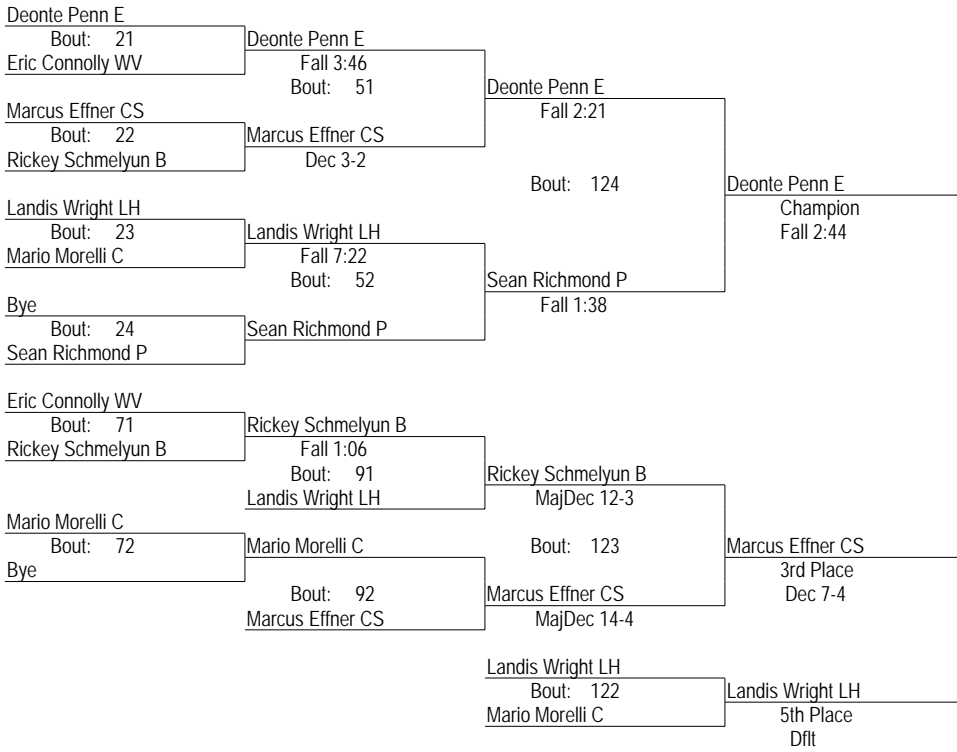 Deonte Penn E
Bout: 21
Eric Connolly WV
Deonte Penn E
Fall 3:46
Bout: 51
Marcus Effner CS
Bout: 22
Rickey Schmelyun B
Marcus Effner CS
Dec 3-2
Deonte Penn E
Fall 2:21
Bout: 124
Landis Wright LH
Bout: 23
Mario Morelli C
Landis Wright LH
Fall 7:22
Bout: 52
Bye
Bout: 24
Sean Richmond P
Sean Richmond P
Sean Richmond P
Fall 1:38
Deonte Penn E
Champion
Fall 2:44
Eric Connolly WV
Bout: 71
Rickey Schmelyun B
Rickey Schmelyun B
Fall 1:06
Bout: 91
Landis Wright LH
Rickey Schmelyun B
MajDec 12-3
Bout: 123
Mario Morelli C
Bout: 72
Bye
Mario Morelli C
Bout: 92
Marcus Effner CS
Marcus Effner CS
MajDec 14-4
Marcus Effner CS
3rd Place
Dec 7-4
Landis Wright LH
Bout: 122
Mario Morelli C
Landis Wright LH
5th Place
Dflt